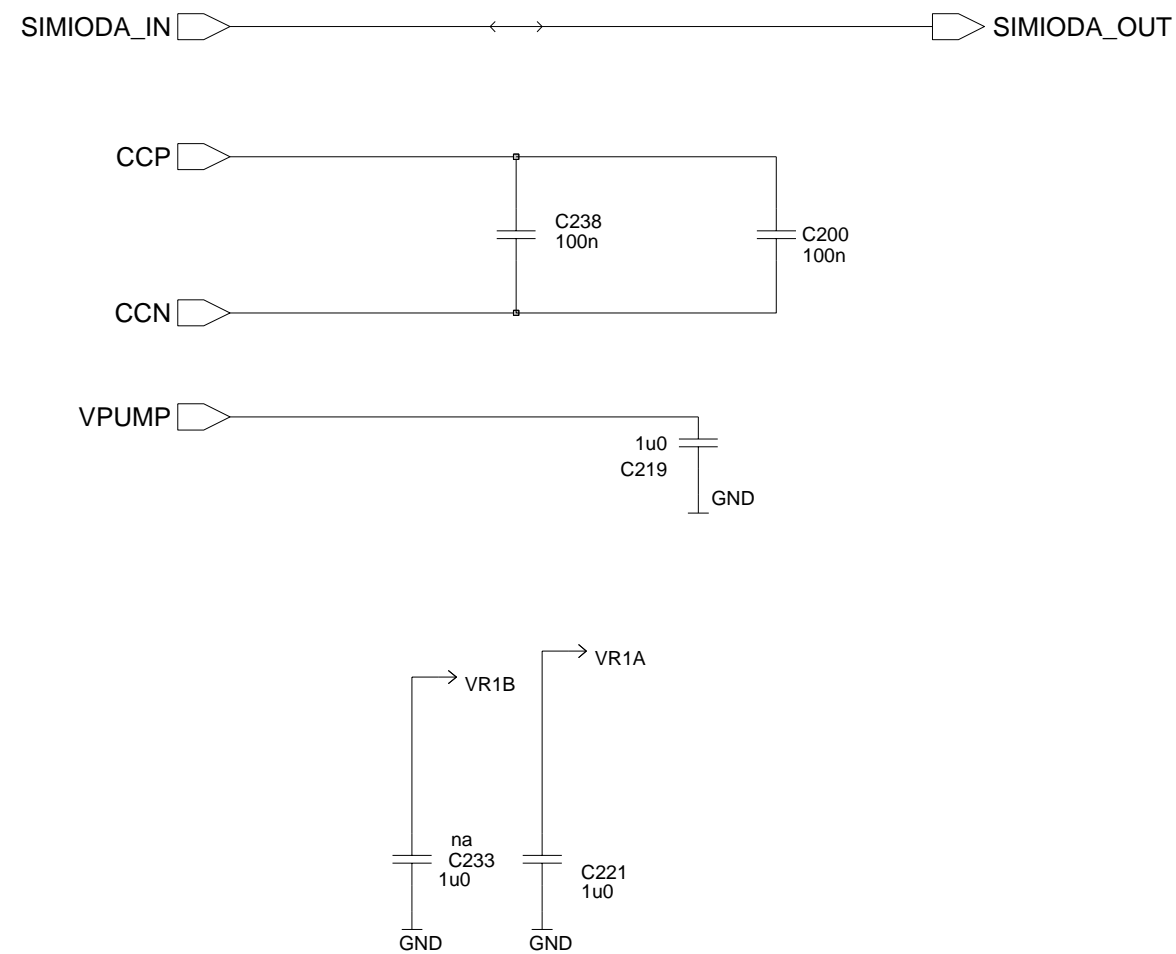 SIMIODA_IN
SIMIODA_OUT
CCP
C238
100n
C200
100n
CCN
VPUMP
1u0
C219
GND
VR1A
VR1B
na
C233
1u0
C221
1u0
GND
GND